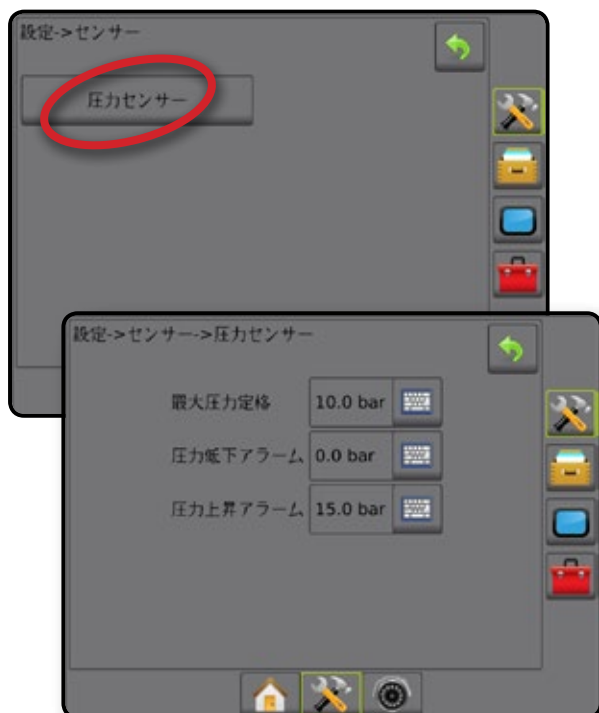 設定->センサー
圧力センサー
設定->センサー->圧力センサー
最大圧力定格 10.0 bar
圧力低下アラーム 0.0 bar
圧力上昇アラーム 15.0 bar